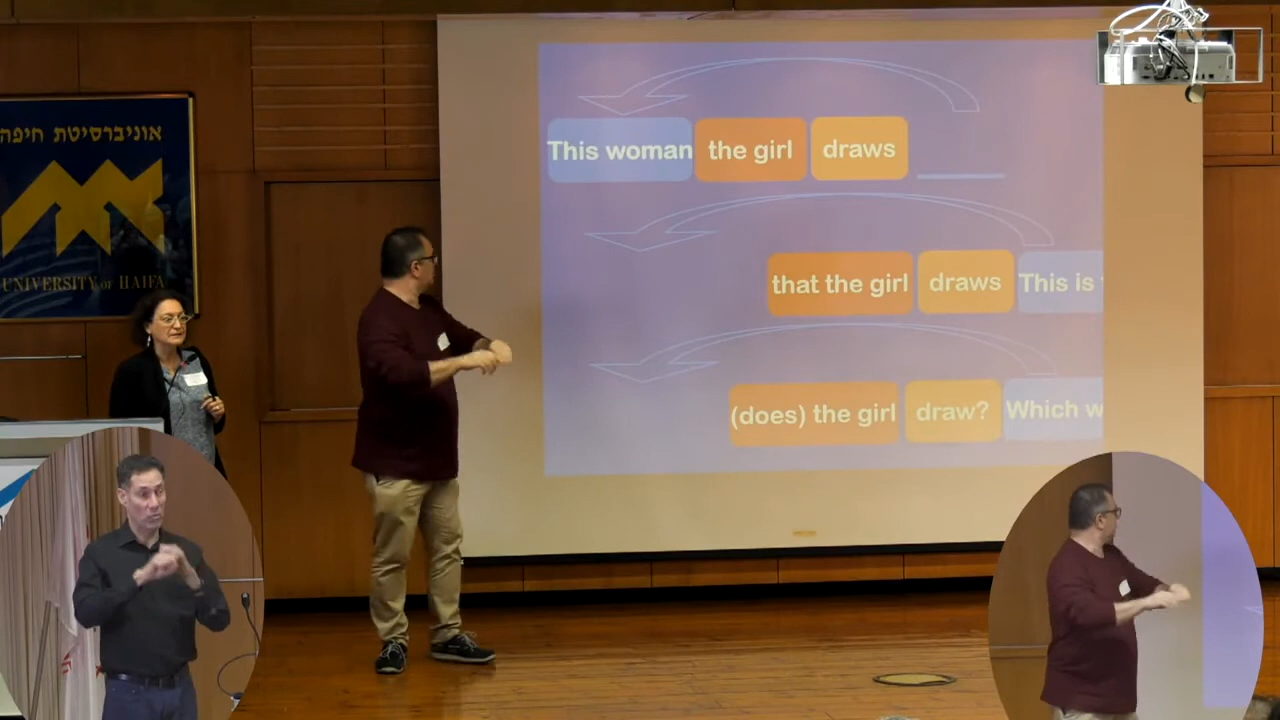 אוניברסיטת חיפה
UNIVERSITY OF HAIFA
This woman the girl draws
that the girl draws This is
(does) the girl draw? Which w